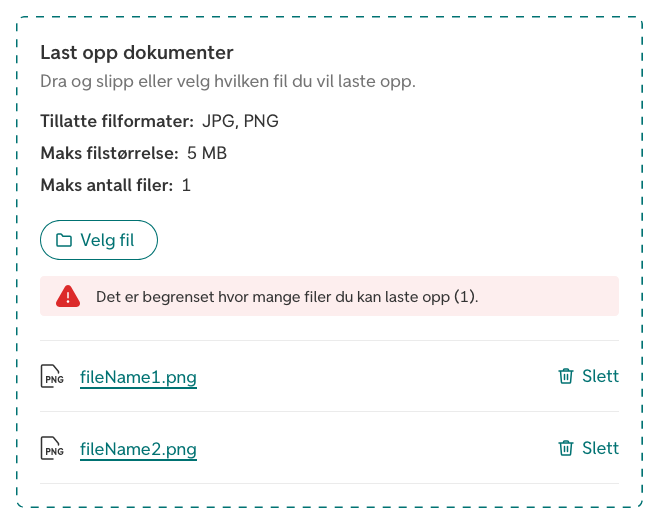 Last opp dokumenter
Dra og slipp eller velg hvilken fil du vil laste opp.
Tillatte filformater: JPG, PNG
Maks filstørrelse: 5 MB
Maks antall filer: 1
Velg fil
Det er begrenset hvor mange filer du kan laste opp (1).
PNG fileName1.png Slett
PNG fileName2.png Slett